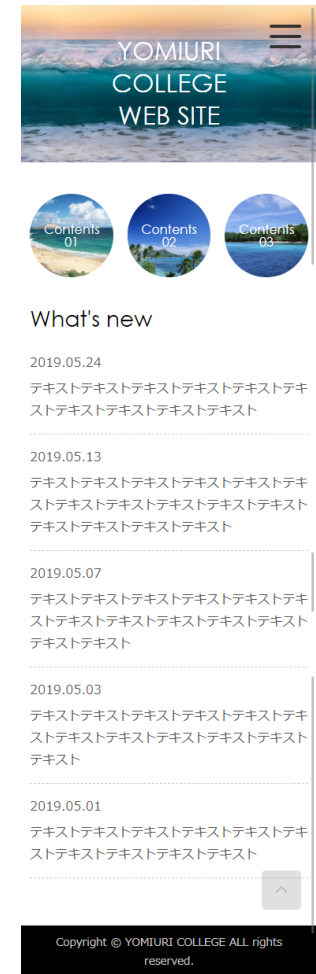 YOMIURI
COLLEGE
WEB SITE
Contents
01
Contents
02
Contents
03
What's new
2019.05.24
テキストテキストテキストテキストテキストテキ
ストテキストテキストテキストテキスト
2019.05.13
テキストテキストテキストテキストテキストテキ
ストテキストテキストテキストテキストテキスト
テキストテキストテキストテキスト
2019.05.07
テキストテキストテキストテキストテキストテキスト
テキストテキストテキストテキストテキストテキスト
テキストテキスト
2019.05.03
テキストテキストテキストテキストテキストテキ
ストテキストテキストテキストテキストテキスト
テキスト
2019.05.01
テキストテキストテキストテキストテキストテキ
ストテキストテキストテキストテキスト
Copyright © YOMIURI COLLEGE ALL rights
reserved.